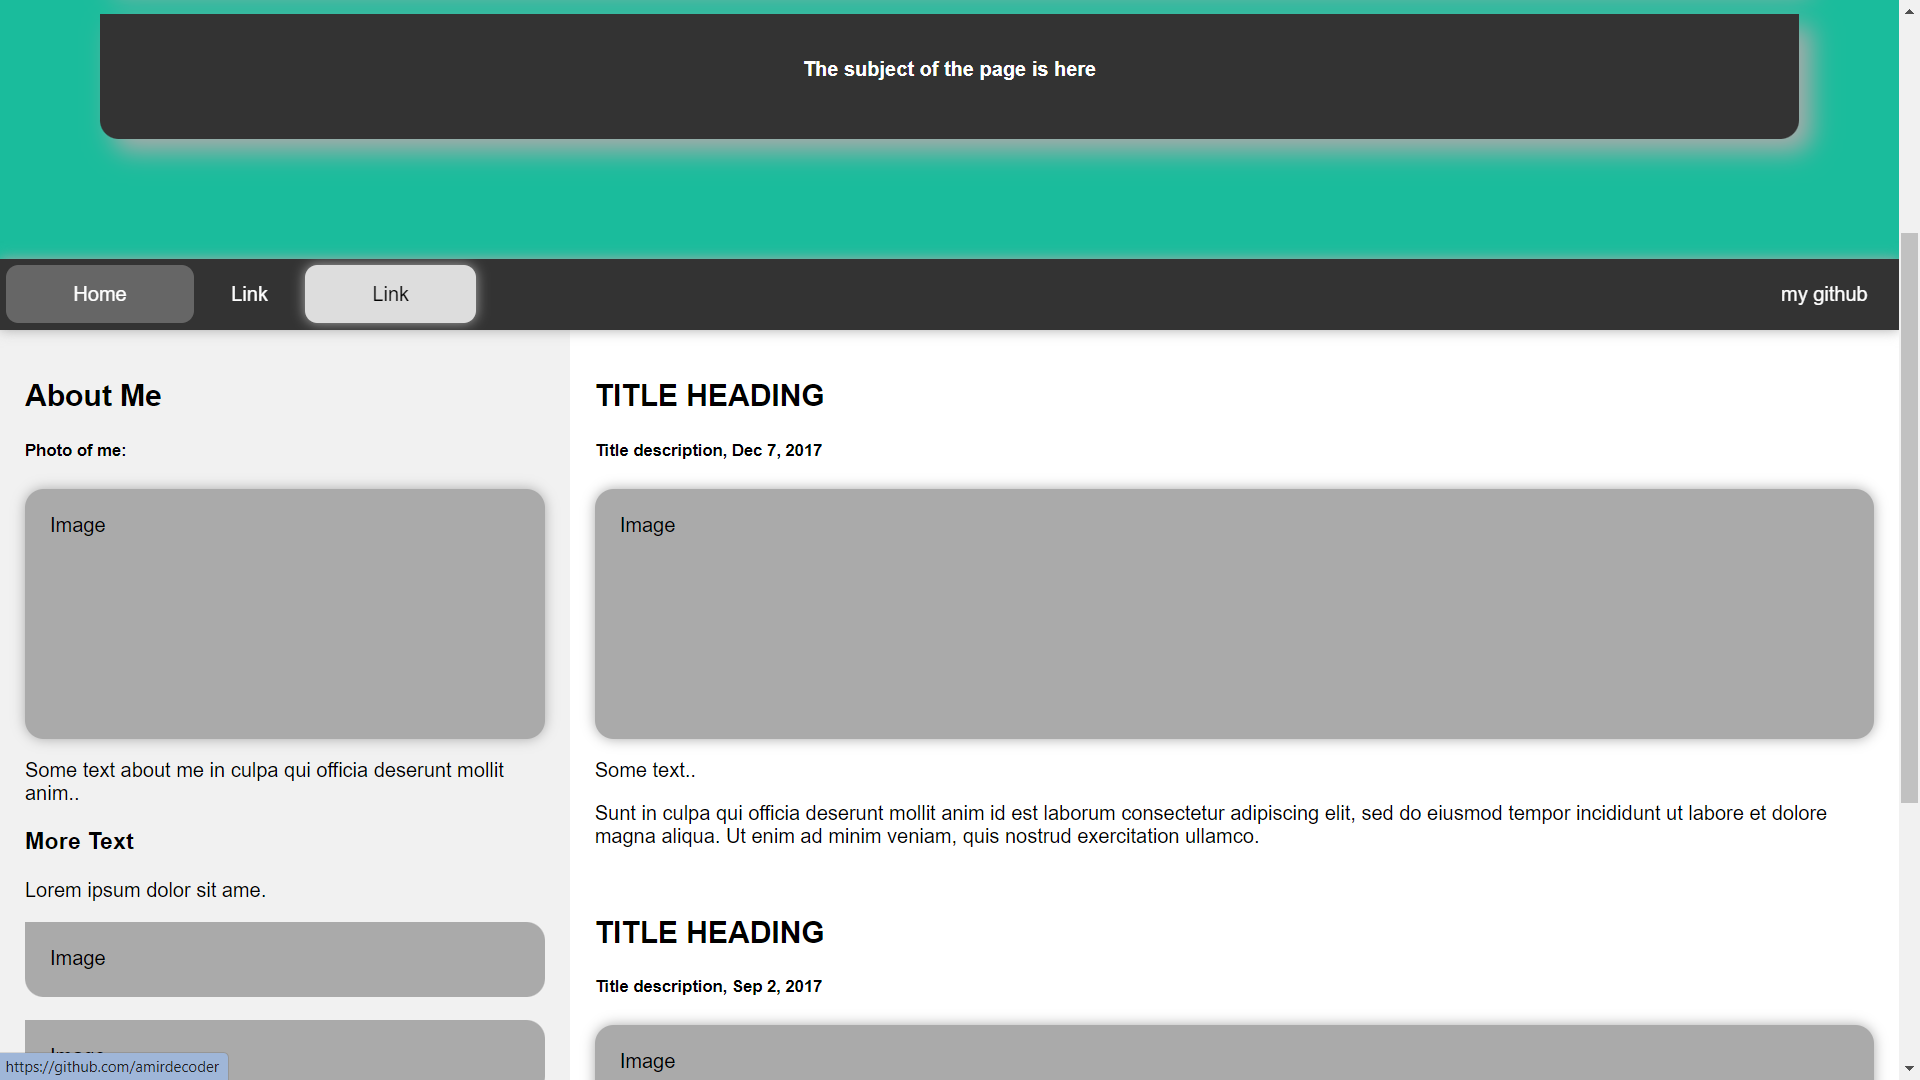 The subject of the page is here
Home
Link
Link
my github
About Me
Photo of me:
Image
Some text about me in culpa qui officia deserunt mollit
anim..
More Text
Lorem ipsum dolor sit ame.
Image
Image
TITLE HEADING
Title description, Dec 7, 2017
Image
Some text..
Sunt in culpa qui officia deserunt mollit anim id est laborum consectetur adipiscing elit, sed do eiusmod tempor incididunt ut labore et dolore
magna aliqua. Ut enim ad minim veniam, quis nostrud exercitation ullamco.
TITLE HEADING
Title description, Sep 2, 2017
Image
https://github.com/amirdecoder